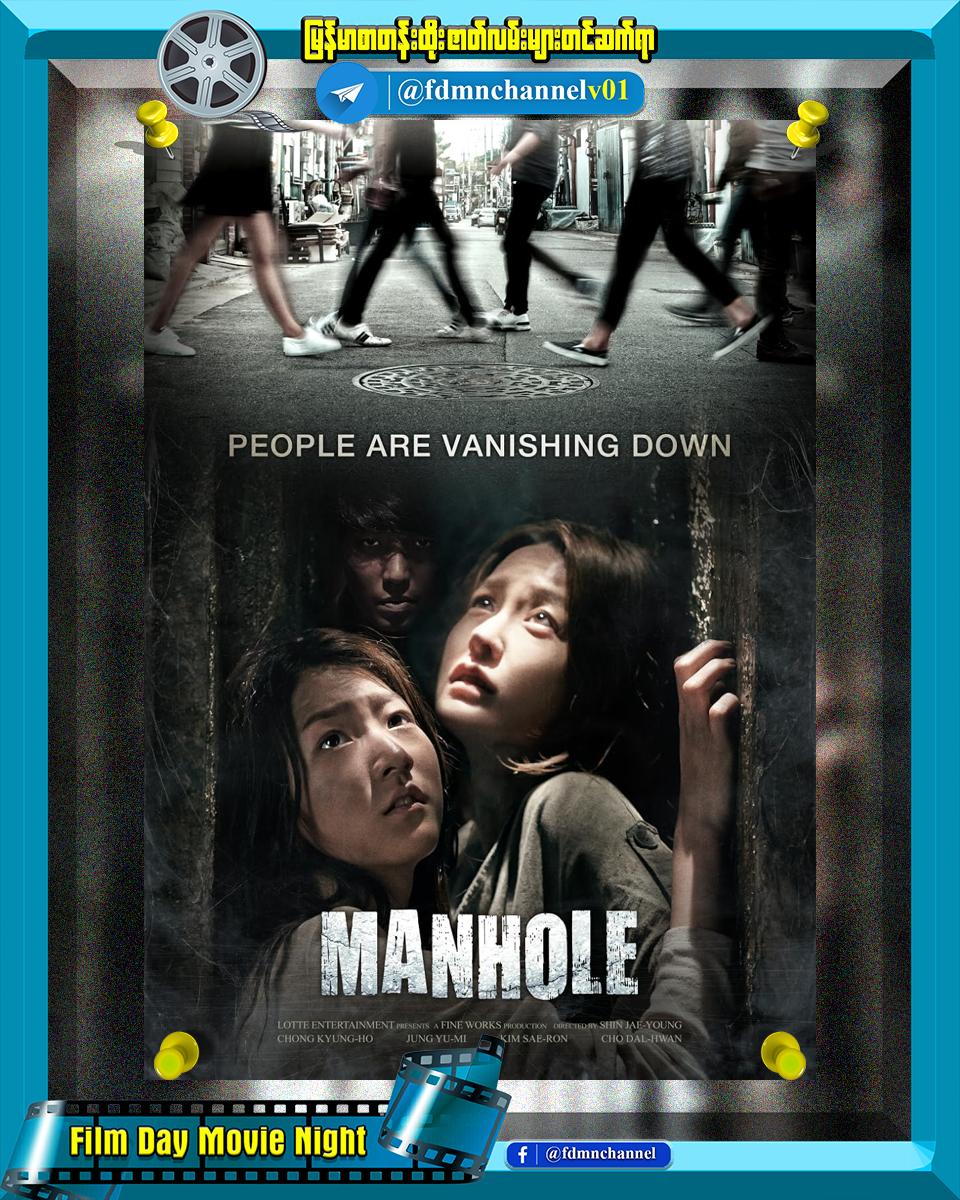 မြန်မာစာတန်းထိုးဇာတ်လမ်းများတင်ဆက်ရာ
@fdmnchannelv01
PEOPLE ARE VANISHING DOWN
MANHOLE
LOTTE ENTERTAINMENT PRESENTS A FINE WORKS PRODUCTION DIRECTED BY SHIN JAE-YOUNG
CHONG KYUNG-HO JUNG YU-MI KIM SAE-RON CHO DAL-HWAN
Film Day Movie Night
@fdmnchannel